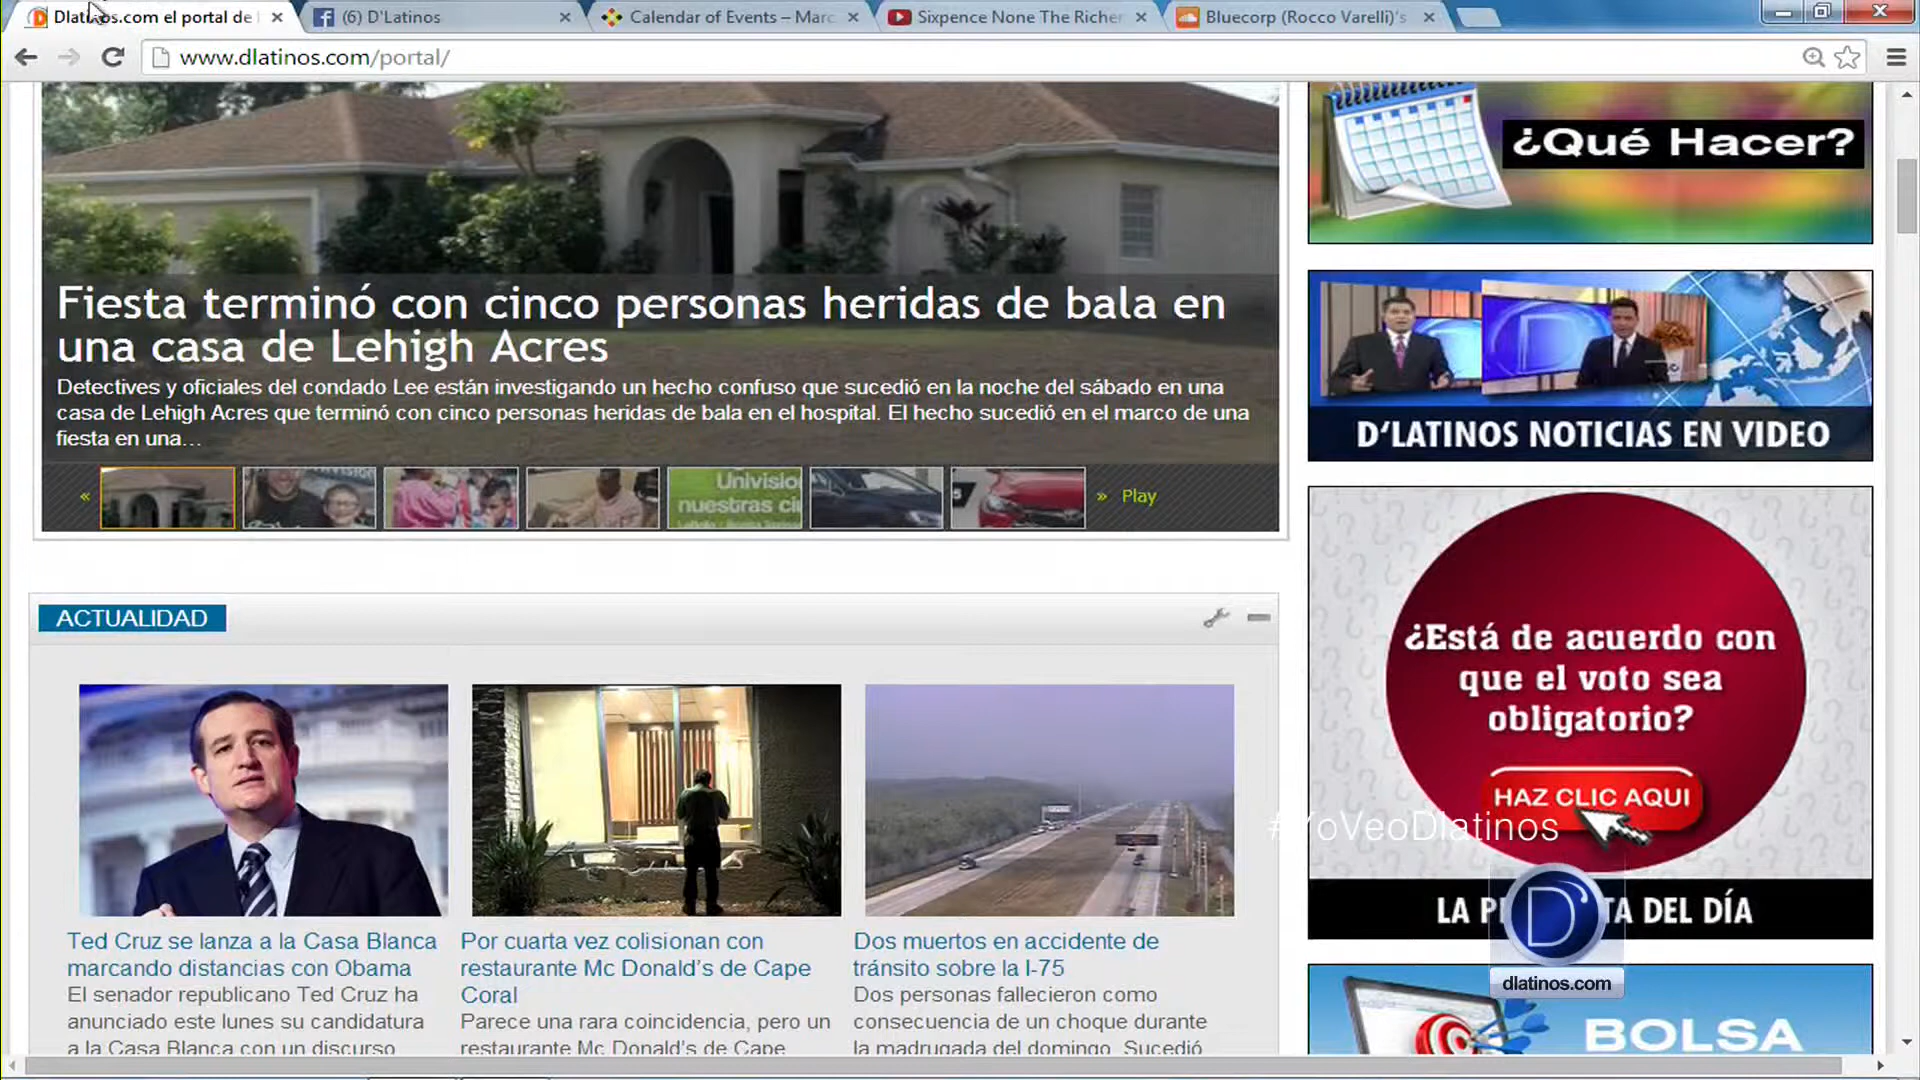 Dlatinos.com el portal de
(6) D'Latinos
Calendar of Events – Marc
Sixpence None The Riche
Bluecorp (Rocco Varelli)'s
www.dlatinos.com/portal/
¿Qué Hacer?
Fiesta terminó con cinco personas heridas de bala en
una casa de Lehigh Acres
Detectives y oficiales del condado Lee están investigando un hecho confuso que sucedió en la noche del sábado en una
casa de Lehigh Acres que terminó con cinco personas heridas de bala en el hospital. El hecho sucedió en el marco de una
fiesta en una…
« Univisio
nuestras ci
» Play
D'LATINOS NOTICIAS EN VIDEO
¿Está de acuerdo con
que el voto sea
obligatorio?
HAZ CLIC AQUI
#YoVeoDlatinos
LA P TA DEL DÍA
D'
dlatinos.com
BOLSA
ACTUALIDAD
Ted Cruz se lanza a la Casa Blanca
marcando distancias con Obama
El senador republicano Ted Cruz ha
anunciado este lunes su candidatura
a la Casa Blanca con un discurso
Por cuarta vez colisionan con
restaurante Mc Donald's de Cape
Coral
Parece una rara coincidencia, pero un
restaurante Mc Donald's de Cape
Dos muertos en accidente de
tránsito sobre la I-75
Dos personas fallecieron como
consecuencia de un choque durante
la madrugada del domingo. Sucedió